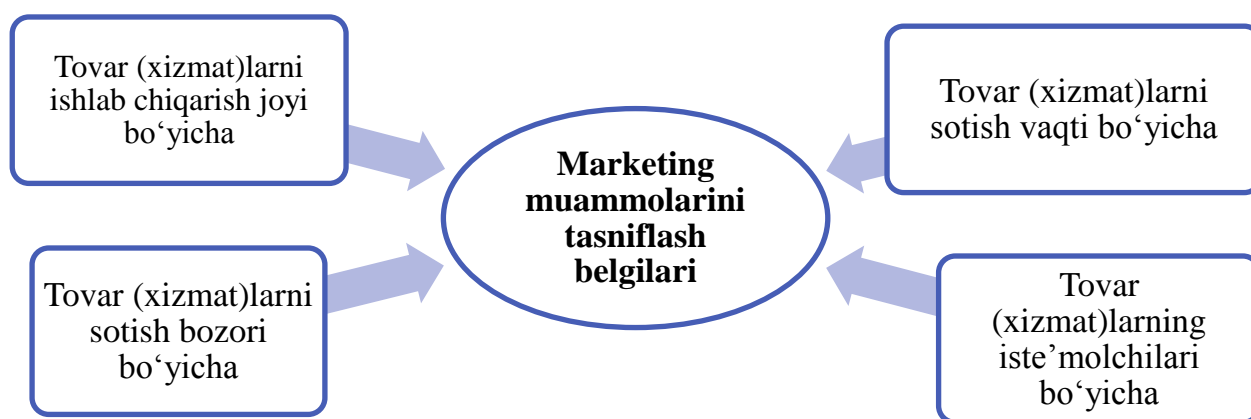 Tovar (xizmat)larni
ishlab chiqarish joyi
bo‘yicha
Tovar (xizmat)larni
sotish vaqti bo‘yicha
Marketing
muammolarini
tasniflash
belgilari
Tovar (xizmat)larni
sotish bozori
bo‘yicha
Tovar
(xizmat)larning
iste’molchilari
bo‘yicha